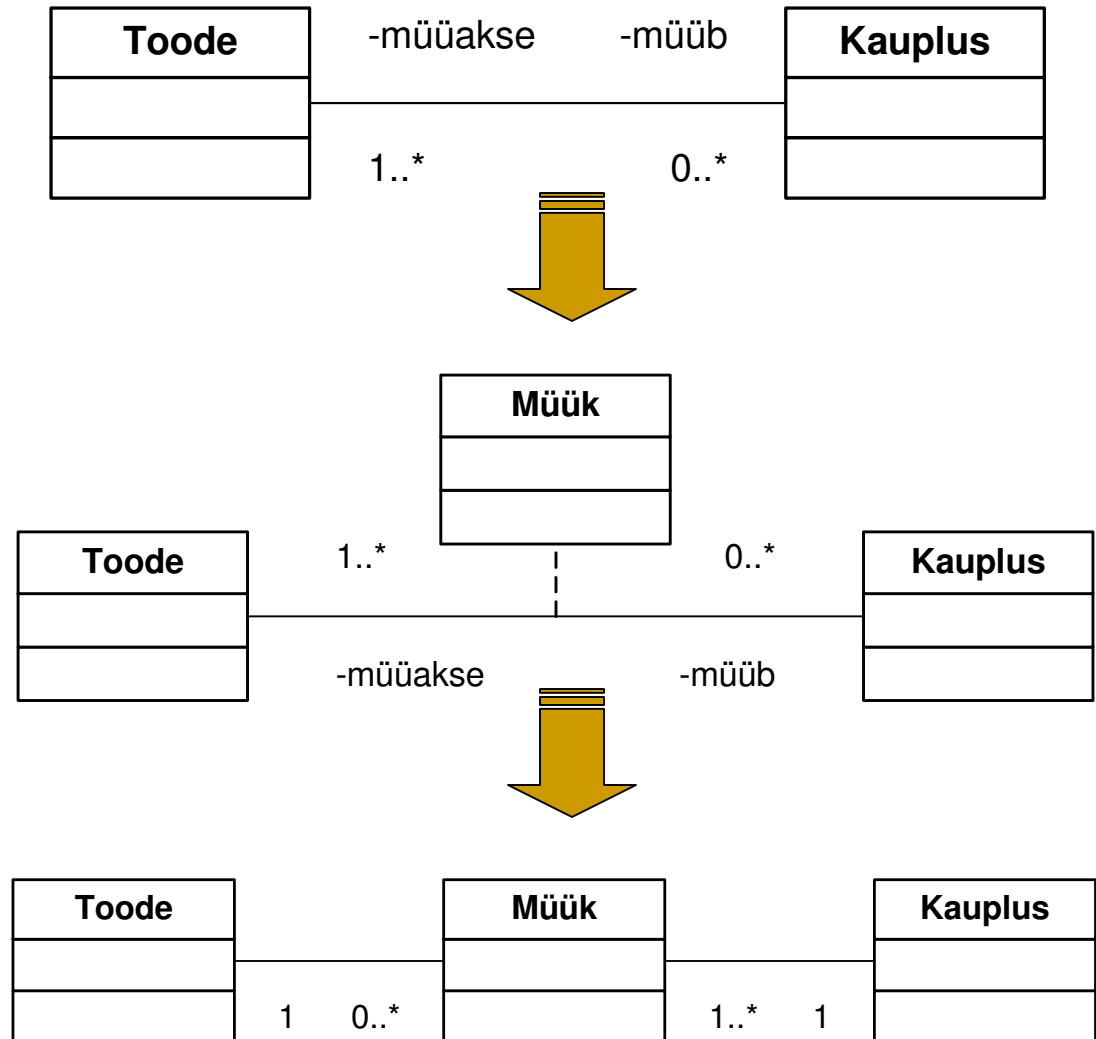 Toode -müüakse -müüb Kauplus
1..* 0..*
Müük
Toode 1..* 0..* Kauplus
-müüakse -müüb
Toode Müük Kauplus
1 0..* 1..* 1